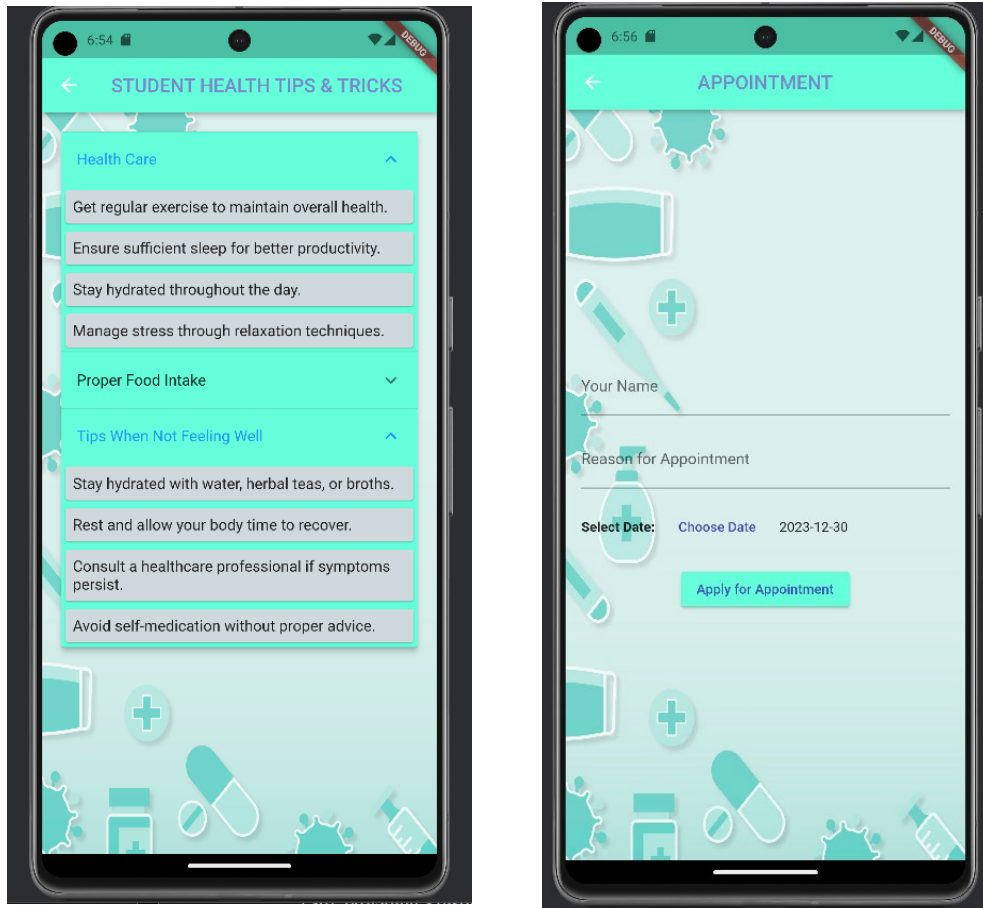 6:54
DEBUG
STUDENT HEALTH TIPS & TRICKS
Health Care
Get regular exercise to maintain overall health.
Ensure sufficient sleep for better productivity.
Stay hydrated throughout the day.
Manage stress through relaxation techniques.
Proper Food Intake
Tips When Not Feeling Well
Stay hydrated with water, herbal teas, or broths.
Rest and allow your body time to recover.
Consult a healthcare professional if symptoms
persist.
Avoid self-medication without proper advice.
6:56
DEBUG
APPOINTMENT
Your Name
Reason for Appointment
Select Date: Choose Date 2023-12-30
Apply for Appointment